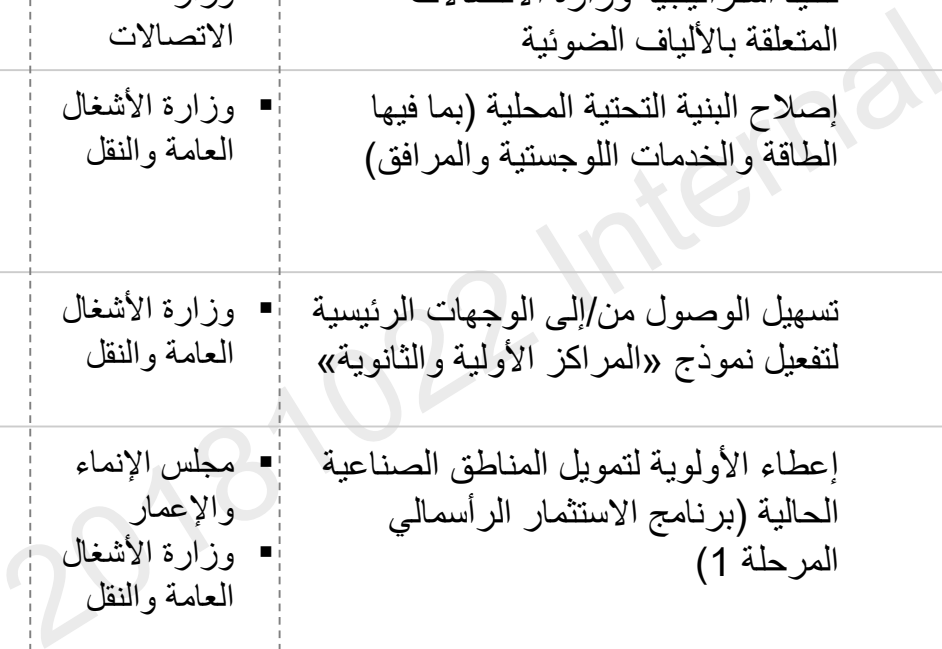 الاتصالات
المتعلقة بالألياف الضوئية
إصلاح البنية التحتية المحلية (بما فيها
الطاقة والخدمات اللوجستية والمرافق)
▪ وزارة الأشغال
العامة والنقل
تسهيل الوصول من/إلى الوجهات الرئيسية
لتفعيل نموذج «المراكز الأولية والثانوية»
▪ وزارة الأشغال
العامة والنقل
إعطاء الأولوية لتمويل المناطق الصناعية
الحالية (برنامج الاستثمار الرأسمالي
المرحلة 1)
▪ مجلس الإنماء
والإعمار
▪ وزارة الأشغال
العامة والنقل
20181022 Internal